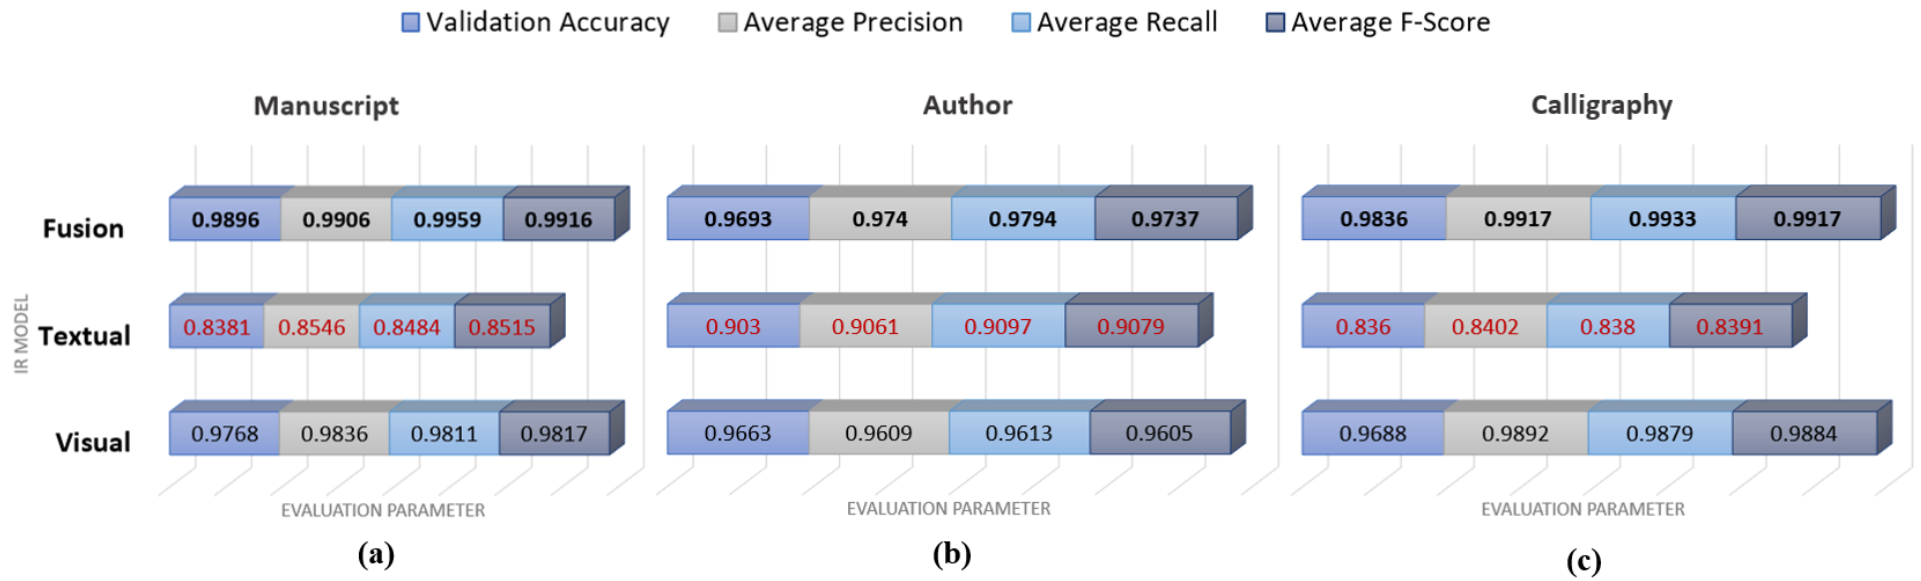 Validation Accuracy Average Precision Average Recall Average F-Score
Manuscript Author Calligraphy
Fusion 0.9896 0.9906 0.9959 0.9916 0.9693 0.974 0.9794 0.9737 0.9836 0.9917 0.9933 0.9917
IR MODEL
Textual 0.8381 0.8546 0.8484 0.8515 0.903 0.9061 0.9097 0.9079 0.836 0.8402 0.838 0.8391
Visual 0.9768 0.9836 0.9811 0.9817 0.9663 0.9609 0.9613 0.9605 0.9688 0.9892 0.9879 0.9884
EVALUATION PARAMETER EVALUATION PARAMETER EVALUATION PARAMETER
(a) (b) (c)